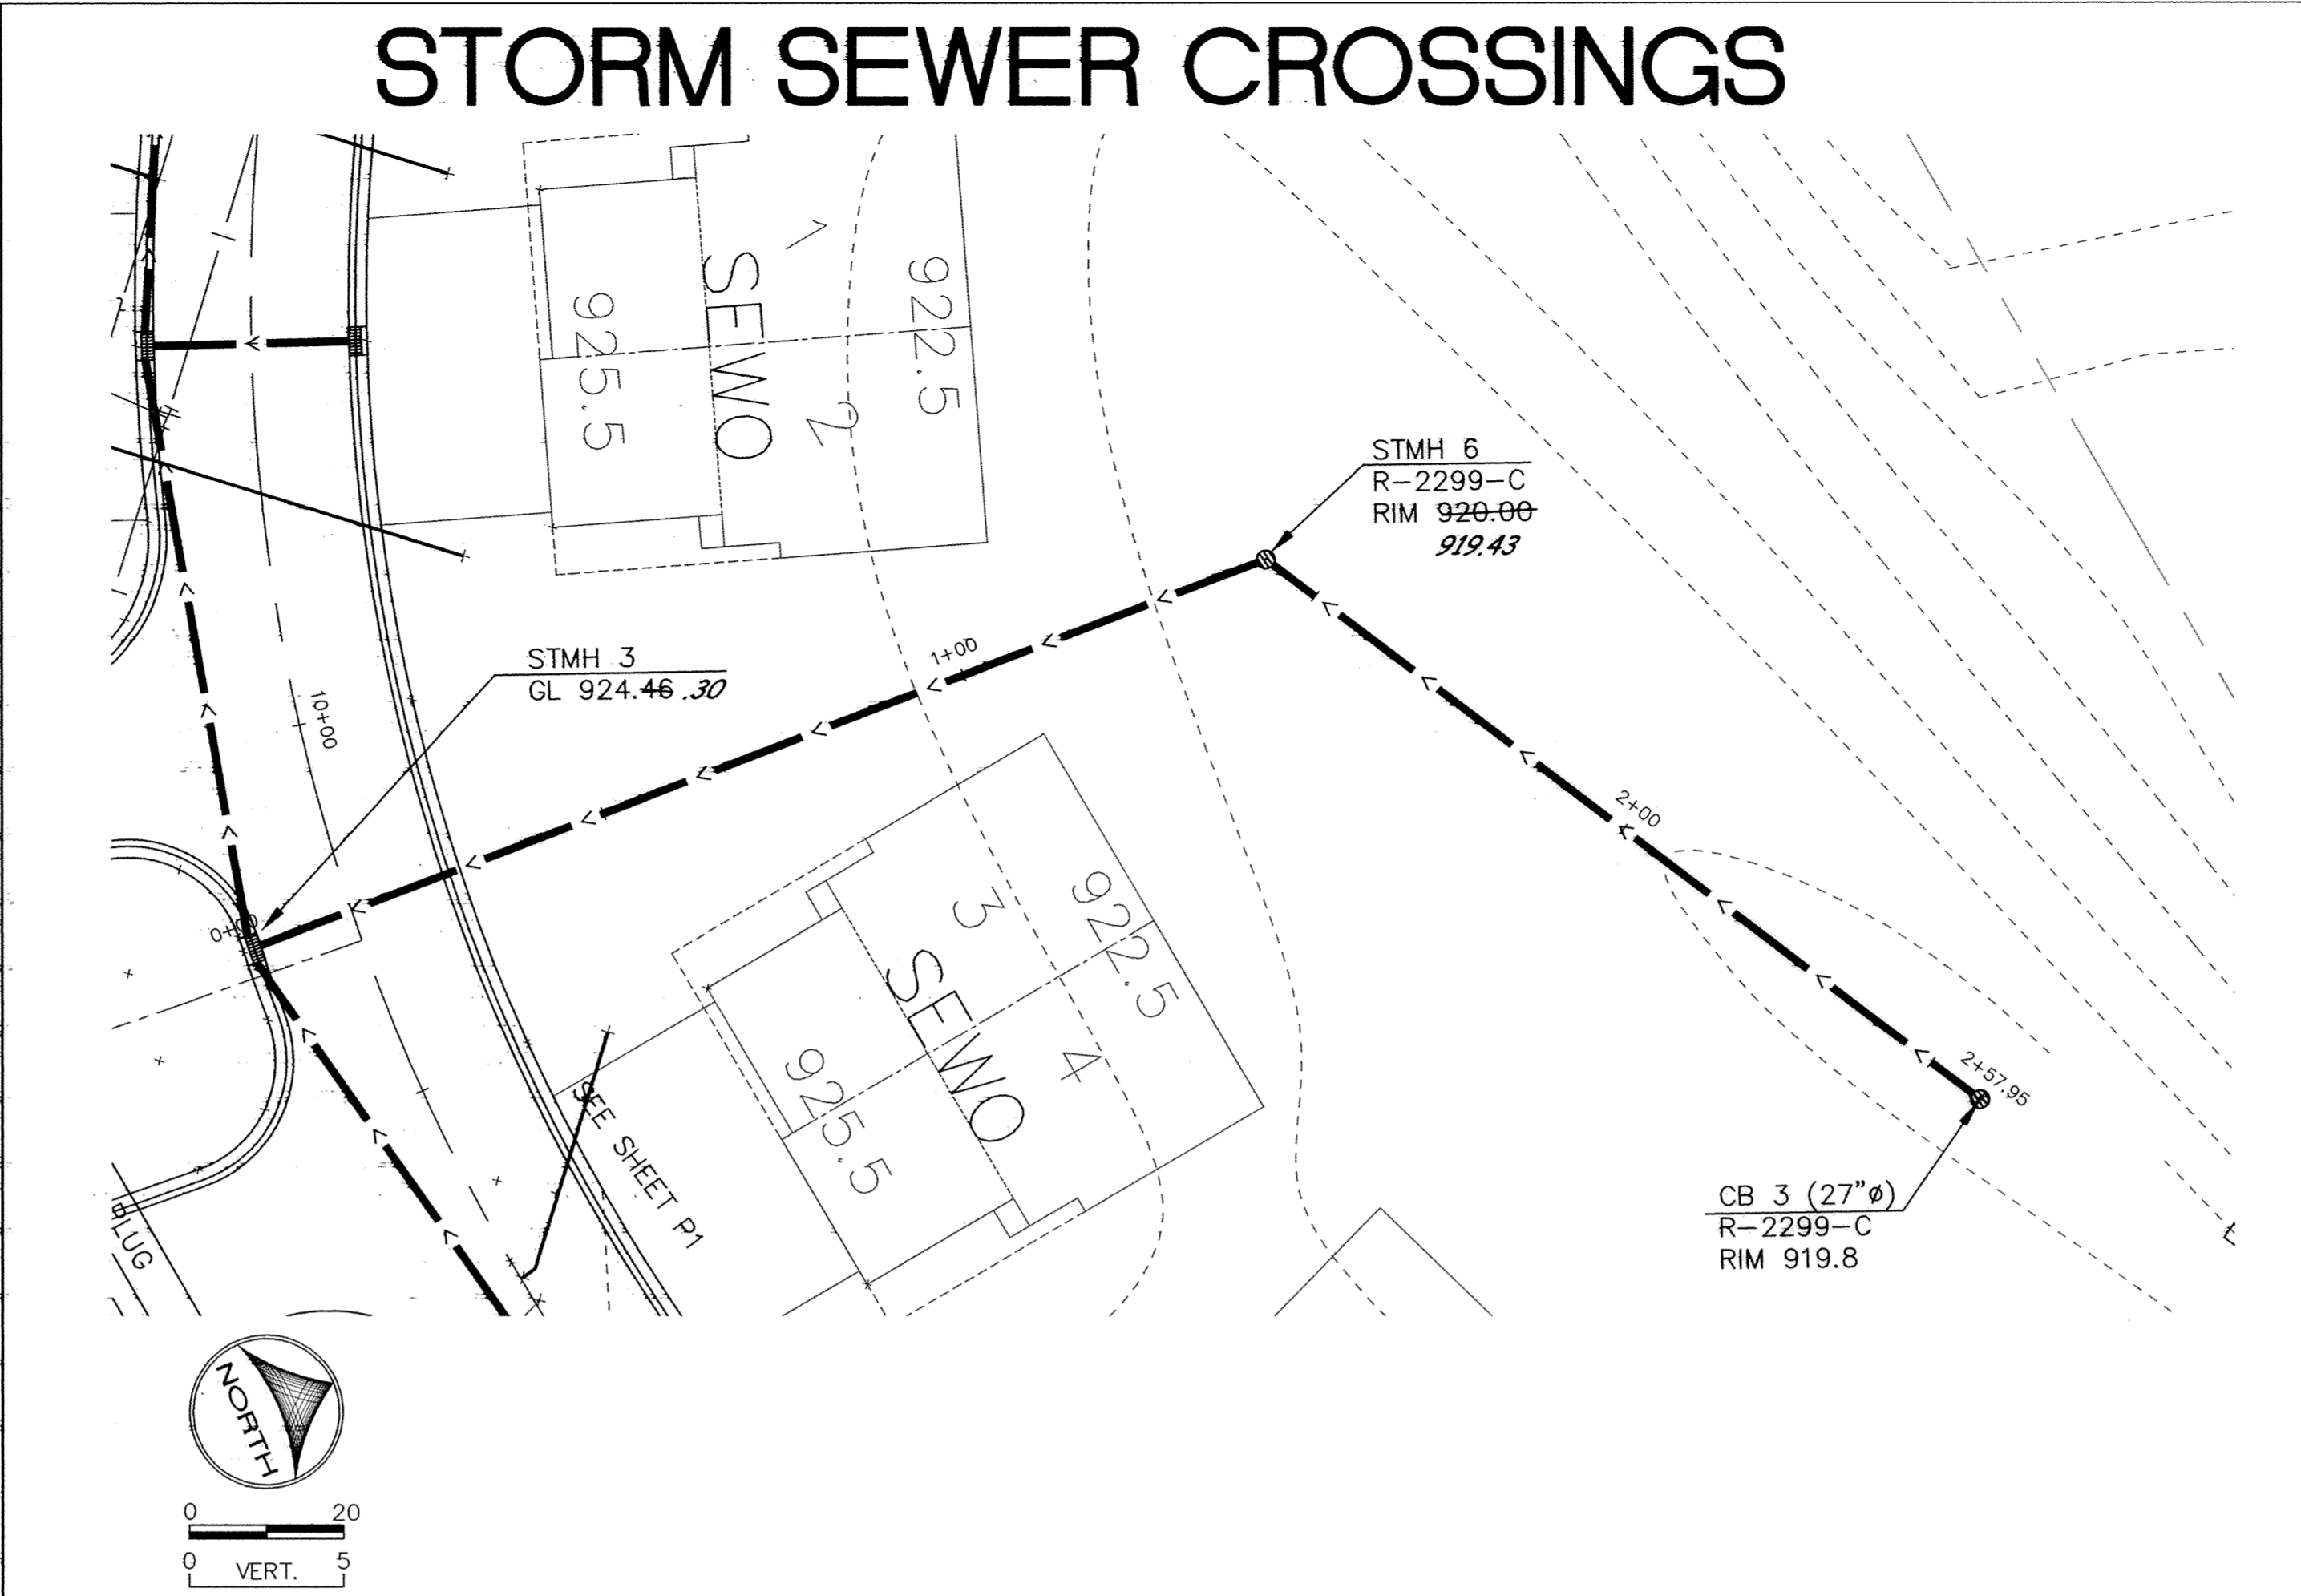 STORM SEWER CROSSINGS
1
SEWO
922.5
925.5
2
STMH 6
R-2299-C
RIM 920.00
919.43
STMH 3
GL 924.46 .30
1+00
10+00
2+00
0+00
3
922.5
SEWO
4
925.5
2+57.95
SEE SHEET P1
CB 3 (27"ø)
R-2299-C
RIM 919.8
PLUG
NORTH
0 20
0 VERT. 5